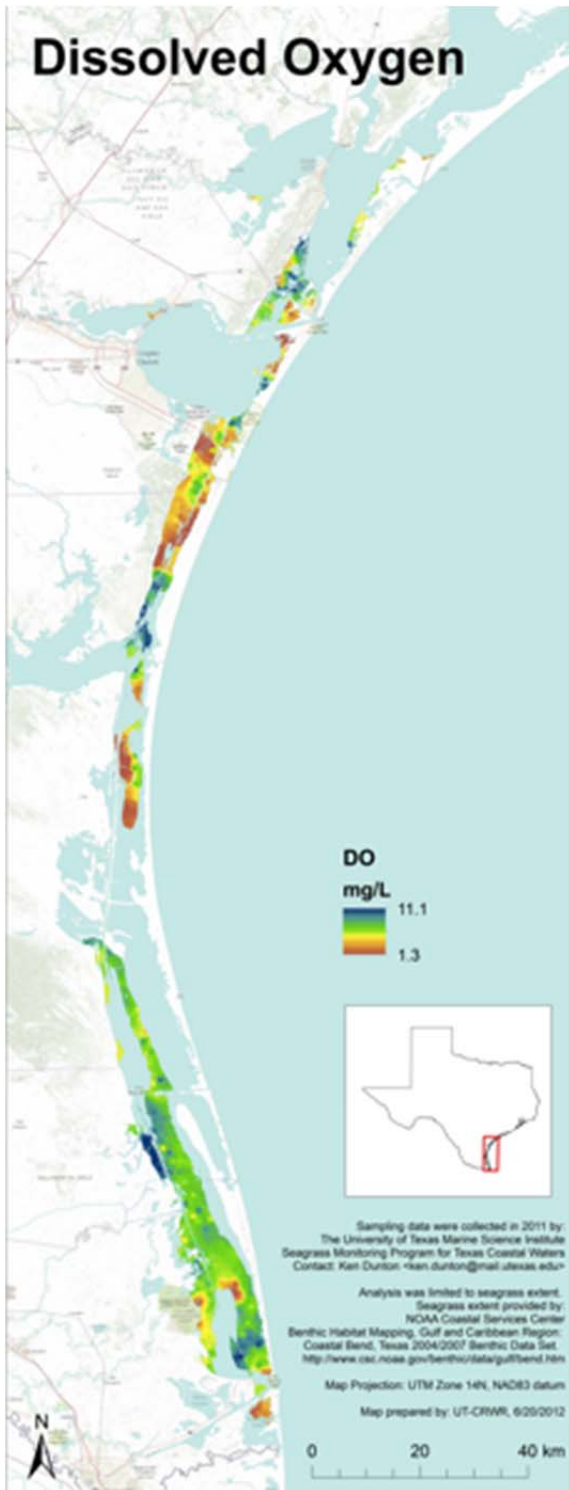 Dissolved Oxygen
DO
mg/L
11.1
1.3
Sampling data were collected in 2011 by:
The University of Texas Marine Science Institute
Seagrass Monitoring Program for Texas Coastal Waters
Contact: Ken Dunton <ken.dunton@mail.utexas.edu>
Analysis was limited to seagrass extent.
Seagrass extent provided by:
NOAA Coastal Services Center
Benthic Habitat Mapping, Gulf and Caribbean Region:
Coastal Bend, Texas 2004/2007 Benthic Data Set.
http://www.csc.noaa.gov/benthic/data/gulf/bend.htm
Map Projection: UTM Zone 14N, NAD83 datum
Map prepared by: UT-CRWR, 6/20/2012
N
0 20 40 km